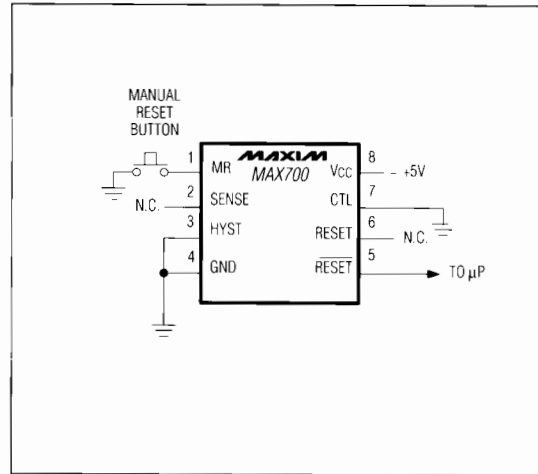 MANUAL
RESET
BUTTON
MAXIM
MAX700
1 MR
2 SENSE
N.C.
3 HYST
4 GND
8 VCC
+5V
7 CTL
6 RESET
N.C.
5 RESET
TO µP